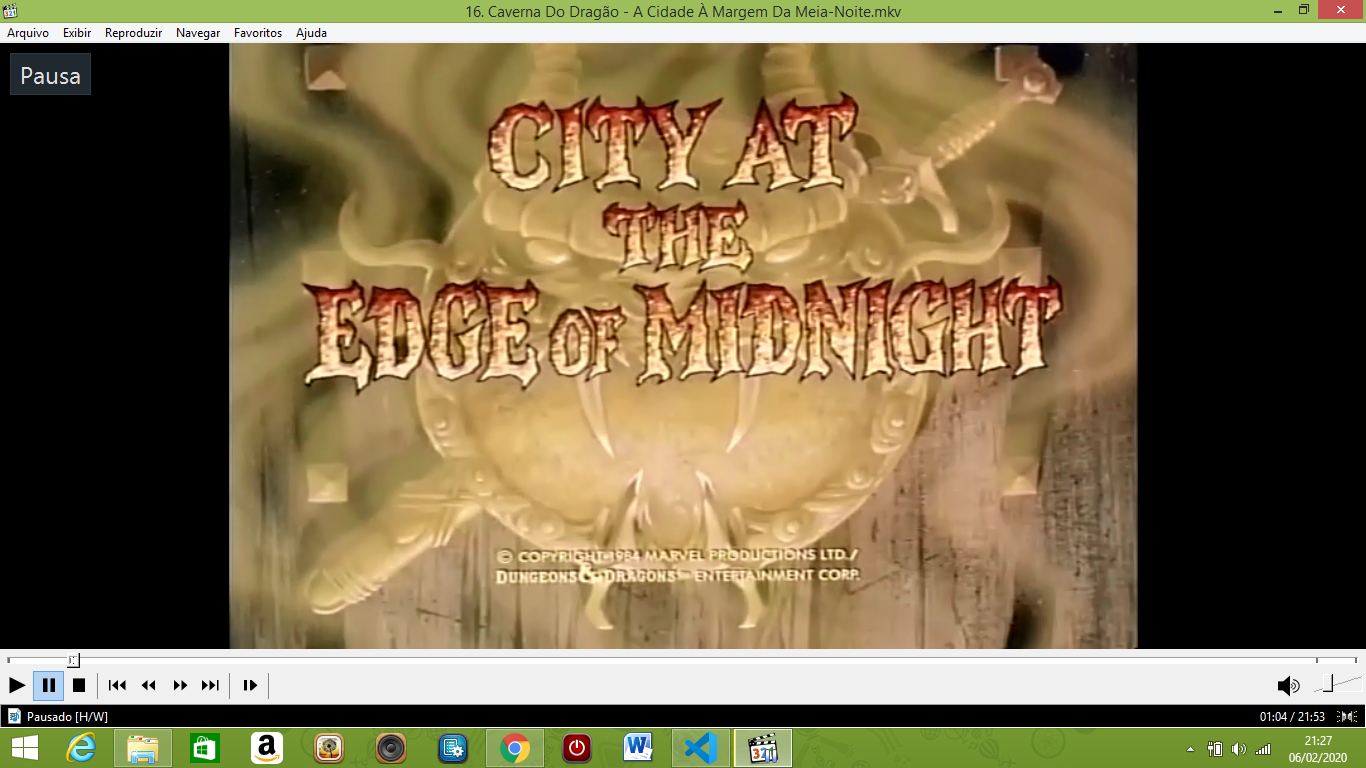 16. Caverna Do Dragão - A Cidade À Margem Da Meia-Noite.mkv
Arquivo Exibir Reproduzir Navegar Favoritos Ajuda
Pausa
CITY AT
THE
EDGE OF MIDNIGHT
© COPYRIGHT 1984 MARVEL PRODUCTIONS LTD./
DUNGEONS & DRAGONS ENTERTAINMENT CORP.
Pausado [H/W]
01:04 / 21:53
21:27
06/02/2020